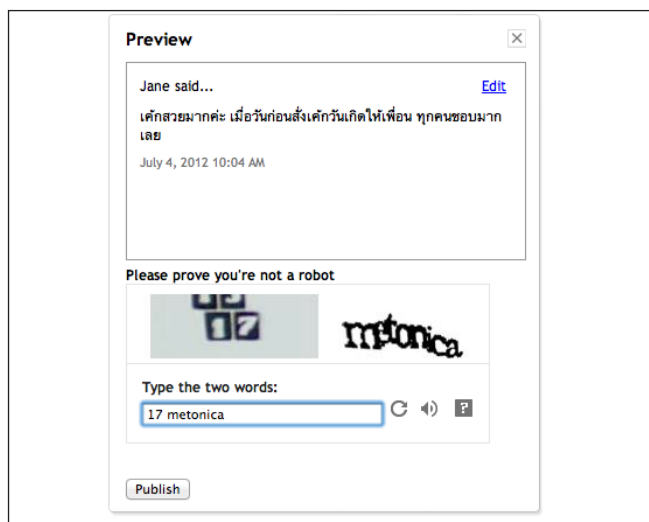 Preview
Jane said... Edit
เค้กสวยมากค่ะ เมื่อวันก่อนสั่งเค้กวันเกิดให้เพื่อน ทุกคนชอบมาก
เลย
July 4, 2012 10:04 AM
Please prove you're not a robot
17 metonica
Type the two words:
17 metonica
Publish